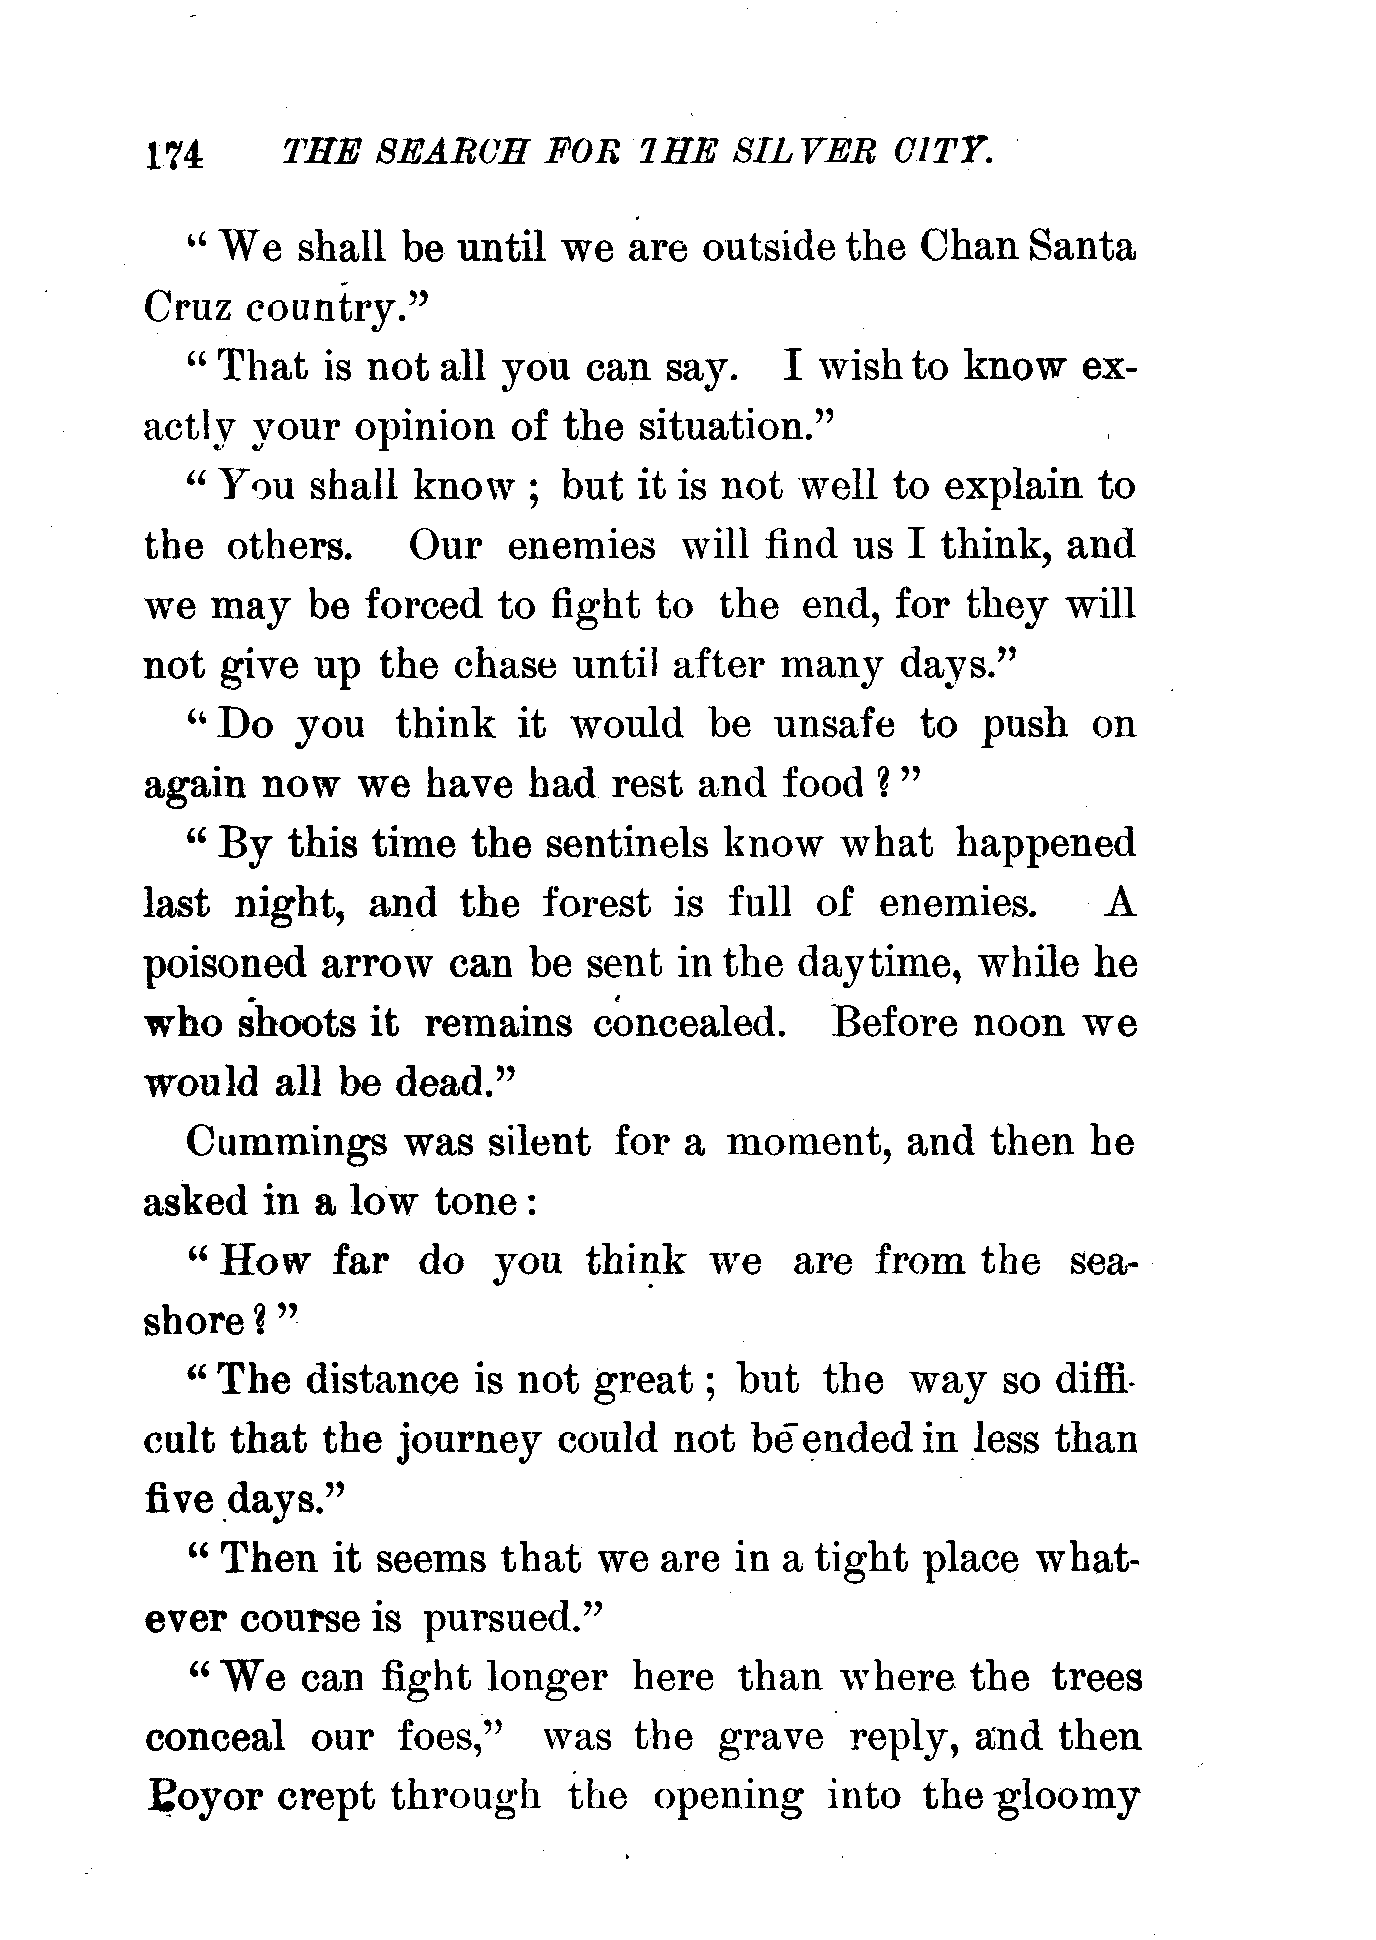 174 THE SEARCH FOR THE SILVER CITY.
“ We shall be until we are outside the Chan Santa
Cruz country.”
“ That is not all you can say. I wish to know ex-
actly your opinion of the situation.”
“ You shall know ; but it is not well to explain to
the others. Our enemies will find us I think, and
we may be forced to fight to the end, for they will
not give up the chase until after many days.”
“ Do you think it would be unsafe to push on
again now we have had rest and food ? ”
“ By this time the sentinels know what happened
last night, and the forest is full of enemies. A
poisoned arrow can be sent in the daytime, while he
who shoots it remains concealed. Before noon we
would all be dead.”
Cummings was silent for a moment, and then he
asked in a low tone :
“ How far do you think we are from the sea-
shore ? ”
“ The distance is not great ; but the way so diffi-
cult that the journey could not be ended in less than
five days.”
“ Then it seems that we are in a tight place what-
ever course is pursued.”
“ We can fight longer here than where the trees
conceal our foes,” was the grave reply, and then
Poyor crept through the opening into the gloomy